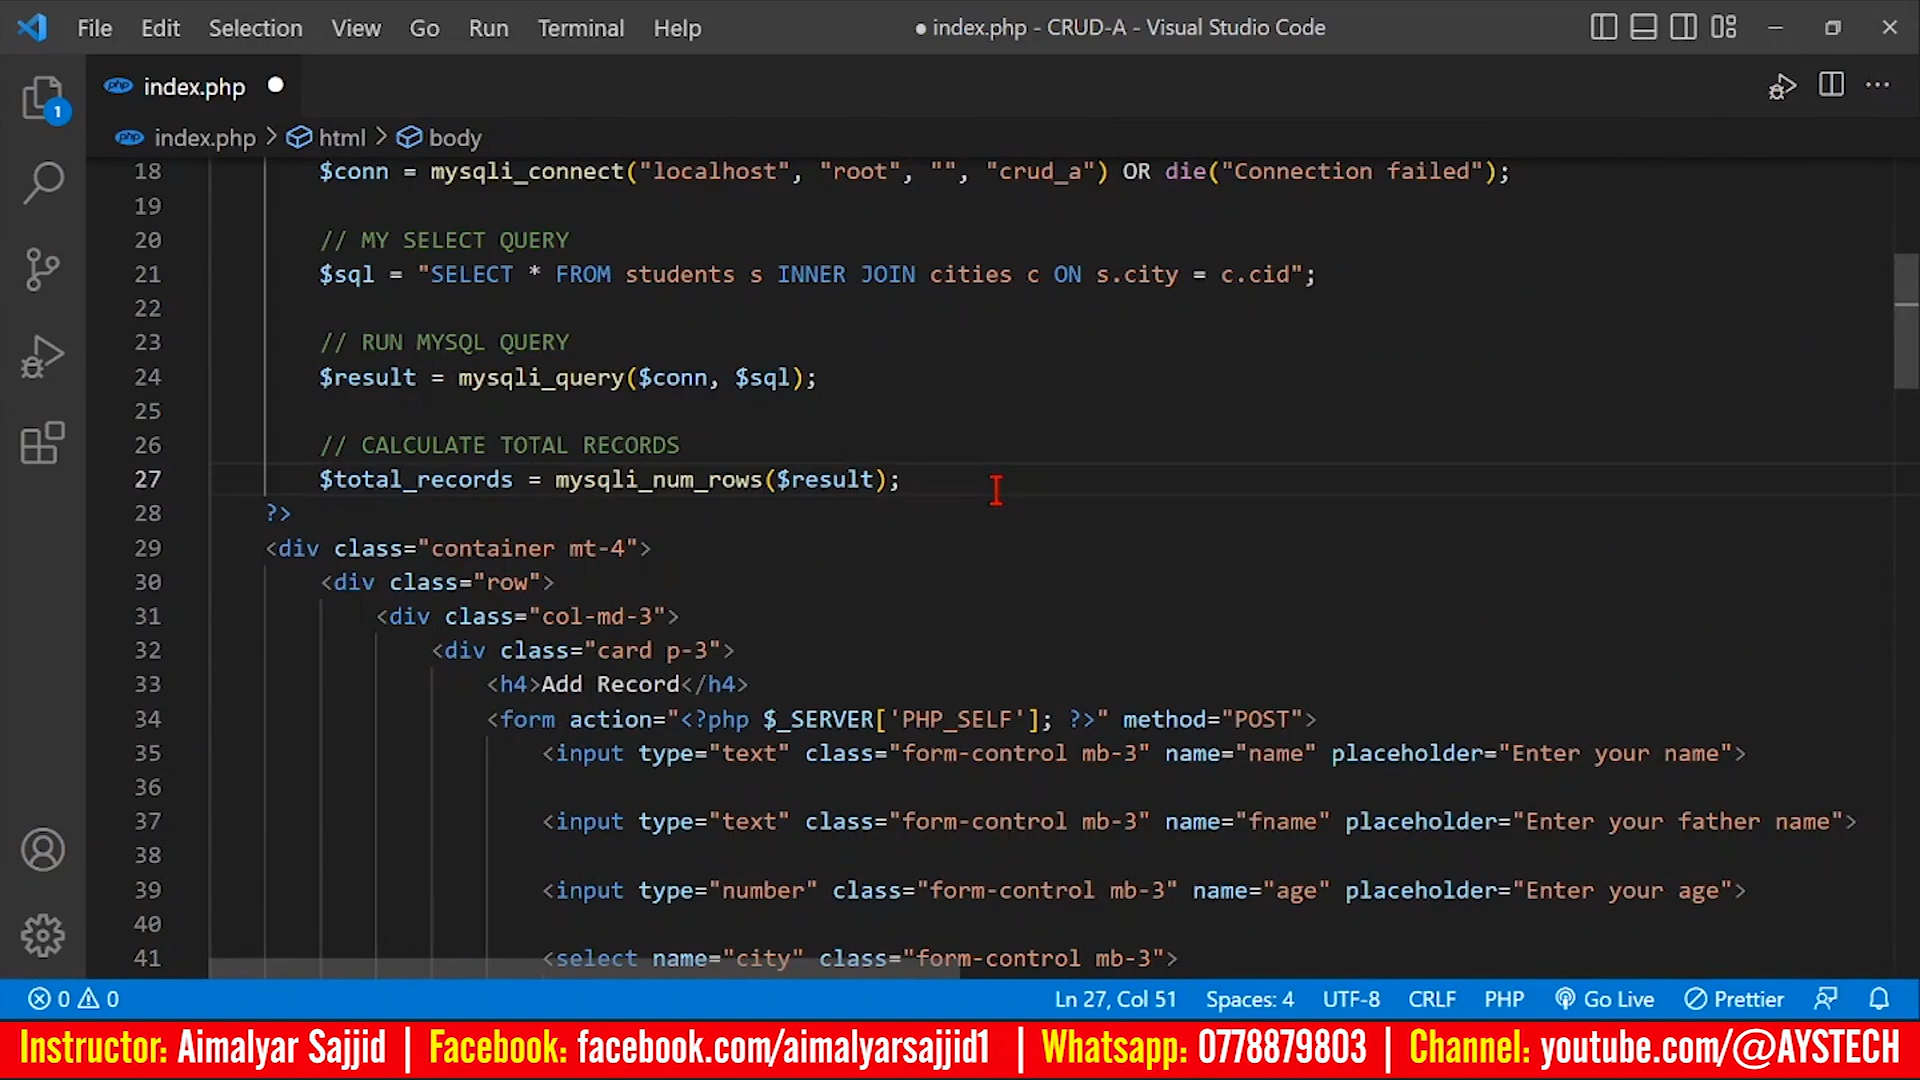 File Edit Selection View Go Run Terminal Help
● index.php - CRUD-A - Visual Studio Code
1
php index.php
php index.php > html > body
18 $conn = mysqli_connect("localhost", "root", "", "crud_a") OR die("Connection failed");
19
20 // MY SELECT QUERY
21 $sql = "SELECT * FROM students s INNER JOIN cities c ON s.city = c.cid";
22
23 // RUN MYSQL QUERY
24 $result = mysqli_query($conn, $sql);
25
26 // CALCULATE TOTAL RECORDS
27 $total_records = mysqli_num_rows($result);
28 ?>
29 <div class="container mt-4">
30 <div class="row">
31 <div class="col-md-3">
32 <div class="card p-3">
33 <h4>Add Record</h4>
34 <form action="<?php $_SERVER['PHP_SELF']; ?>" method="POST">
35 <input type="text" class="form-control mb-3" name="name" placeholder="Enter your name">
36
37 <input type="text" class="form-control mb-3" name="fname" placeholder="Enter your father name">
38
39 <input type="number" class="form-control mb-3" name="age" placeholder="Enter your age">
40
41 <select name="city" class="form-control mb-3">
0 0 Ln 27, Col 51 Spaces: 4 UTF-8 CRLF PHP Go Live Prettier
Instructor: Aimalyar Sajjid | Facebook: facebook.com/aimalyarsajjid1 | Whatsapp: 0778879803 | Channel: youtube.com/@AYSTECH